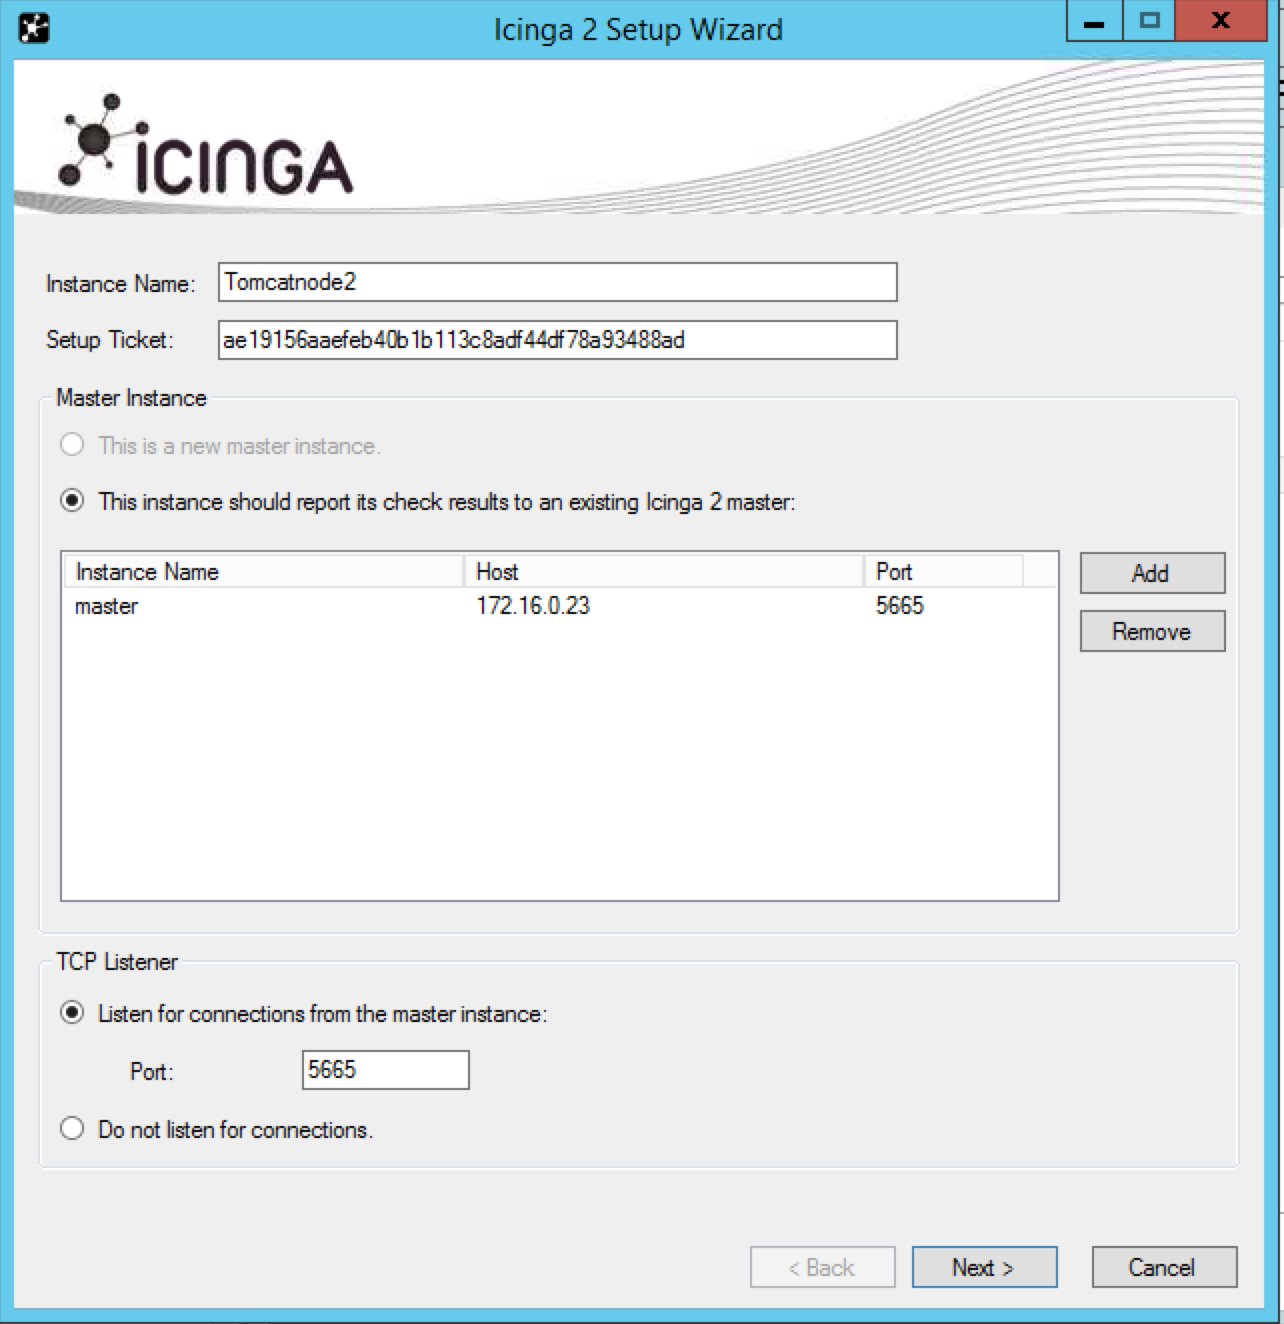 Icinga 2 Setup Wizard
ICINGA
Instance Name: Tomcatnode2
Setup Ticket: ae19156aaefeb40b1b113c8adf44df78a93488ad
Master Instance
This is a new master instance.
This instance should report its check results to an existing Icinga 2 master:
Instance Name Host Port
master 172.16.0.23 5665
Add
Remove
TCP Listener
Listen for connections from the master instance:
Port: 5665
Do not listen for connections.
< Back Next > Cancel